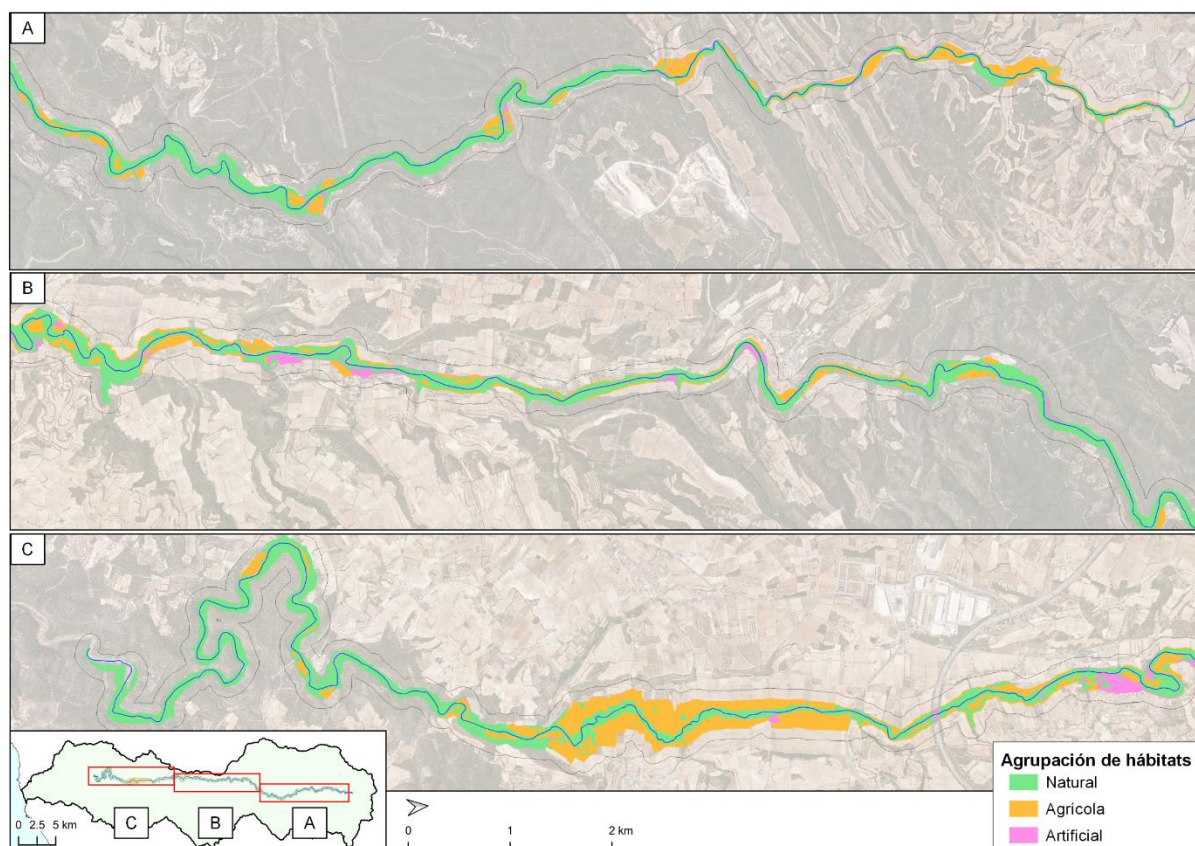 A
B
C
C
B
A
0 2.5 5 km
0 1 2 km
Agrupación de hábitats
Natural
Agrícola
Artificial